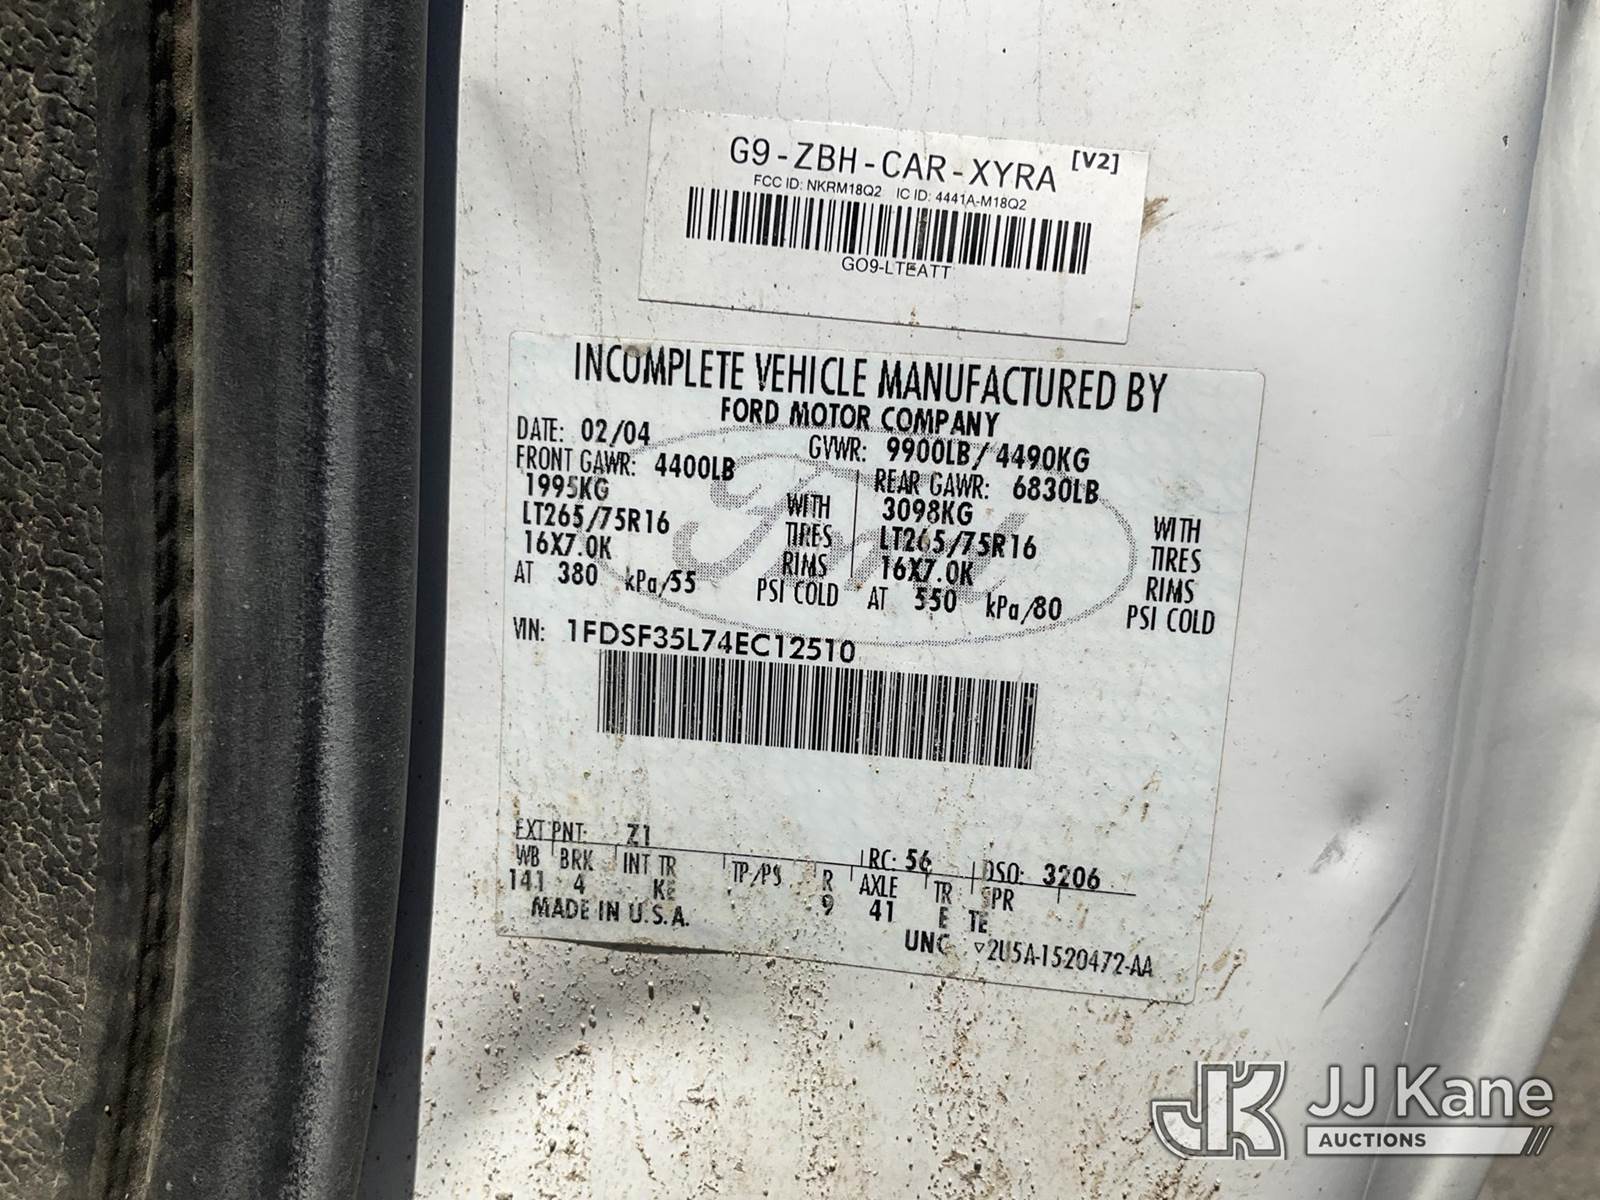 G9-ZBH-CAR-XYRA [V2]
FCC ID: NKRM18Q2 IC ID: 4441A-M18Q2
GO9-LTEATT
INCOMPLETE VEHICLE MANUFACTURED BY
FORD MOTOR COMPANY
DATE: 02/04 GVWR: 9900LB/4490KG
FRONT GAWR: 4400LB REAR GAWR: 6830LB
1995KG WITH 3098KG WITH
LT265/75R16 TIRES LT265/75R16 TIRES
16X7.0K RIMS 16X7.0K RIMS
AT 380 kPa/55 PSI COLD AT 550 kPa/80 PSI COLD
VIN: 1FDSF35L74EC12510
EXT PNT: Z1 RC: 56 DSO: 3206
WB BRK INT TR TP/PS R AXLE TR SPR
141 4 KE 9 41 E TE
MADE IN U.S.A.
UNC ▽2U5A-1520472-AA
Ford
JK JJ Kane
AUCTIONS